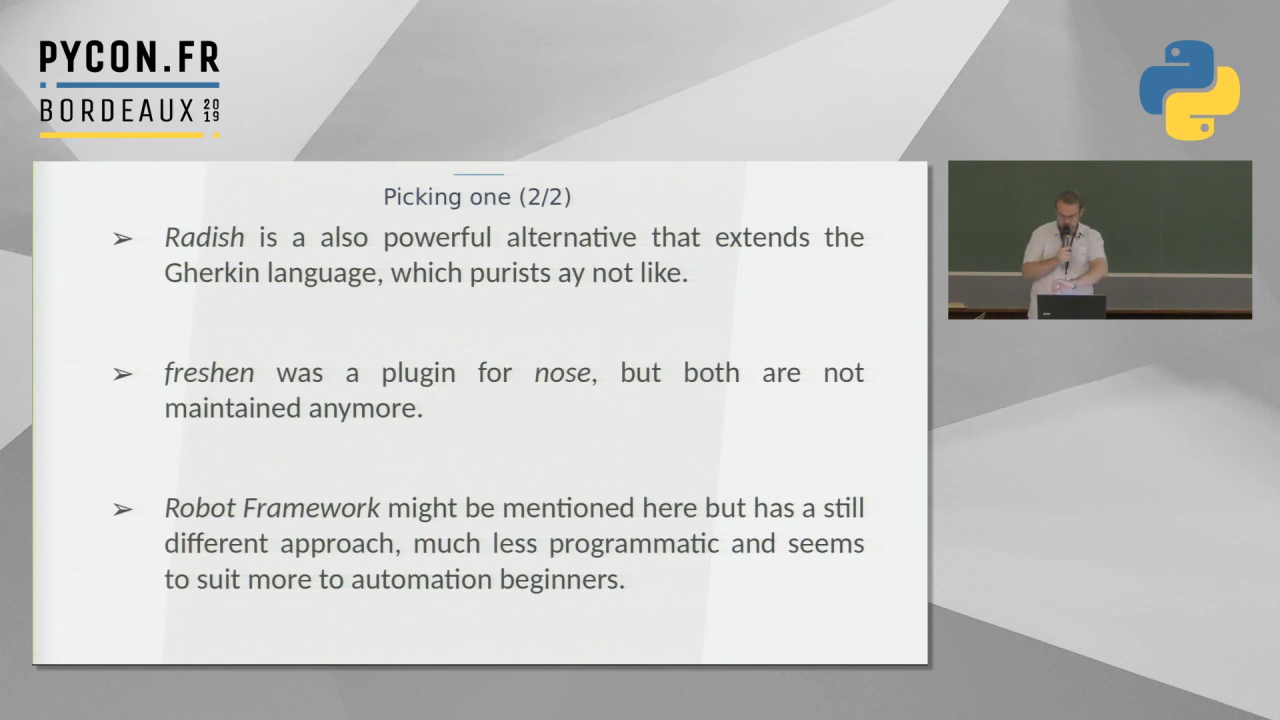 PYCON.FR
BORDEAUX 2019
Picking one (2/2)
➢ Radish is a also powerful alternative that extends the
Gherkin language, which purists ay not like.
➢ freshen was a plugin for nose, but both are not
maintained anymore.
➢ Robot Framework might be mentioned here but has a still
different approach, much less programmatic and seems
to suit more to automation beginners.